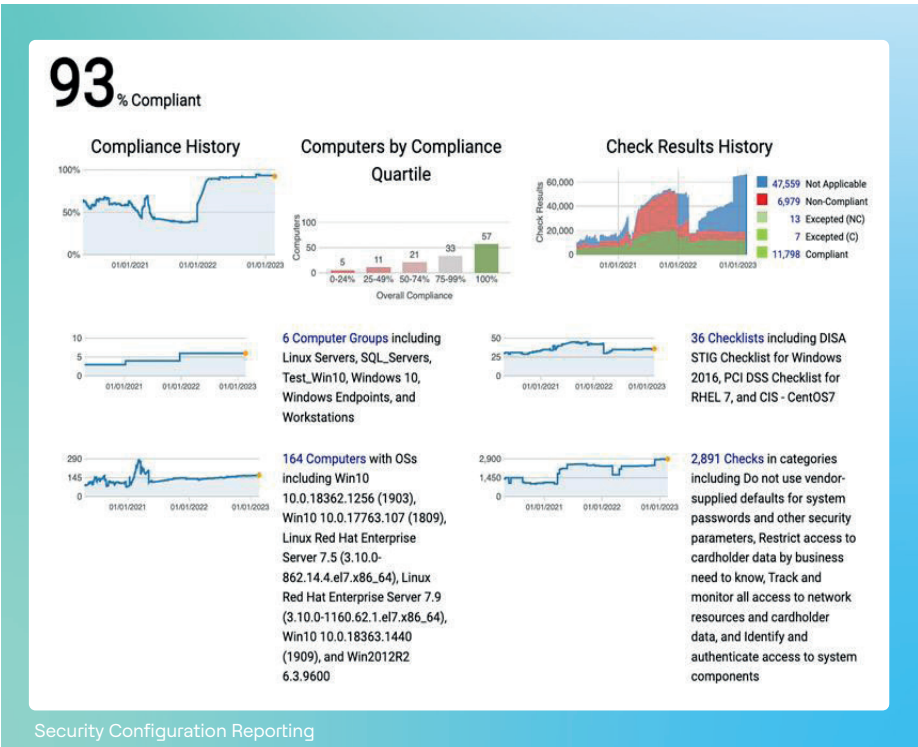 93 % Compliant
Compliance History
100%
50%
0%
01/01/2021 01/01/2022 01/01/2023
Computers by Compliance
Quartile
Computers
100
50
0
5 11 21 33 57
0-24% 25-49% 50-74% 75-99% 100%
Overall Compliance
Check Results History
Check Results
60,000
40,000
20,000
0
01/01/2021 01/01/2022 01/01/2023
47,559 Not Applicable
6,979 Non-Compliant
13 Excepted (NC)
7 Excepted (C)
11,798 Compliant
10
5
0
01/01/2021 01/01/2022 01/01/2023
6 Computer Groups including
Linux Servers, SQL_Servers,
Test_Win10, Windows 10,
Windows Endpoints, and
Workstations
50
25
0
01/01/2021 01/01/2022 01/01/2023
36 Checklists including DISA
STIG Checklist for Windows
2016, PCI DSS Checklist for
RHEL 7, and CIS - CentOS7
290
145
0
01/01/2021 01/01/2022 01/01/2023
164 Computers with OSs
including Win10
10.0.18362.1256 (1903),
Win10 10.0.17763.107 (1809),
Linux Red Hat Enterprise
Server 7.5 (3.10.0-
862.14.4.el7.x86_64), Linux
Red Hat Enterprise Server 7.9
(3.10.0-1160.62.1.el7.x86_64),
Win10 10.0.18363.1440
(1909), and Win2012R2
6.3.9600
2,900
1,450
0
01/01/2021 01/01/2022 01/01/2023
2,891 Checks in categories
including Do not use vendor-
supplied defaults for system
passwords and other security
parameters, Restrict access to
cardholder data by business
need to know, Track and
monitor all access to network
resources and cardholder
data, and Identify and
authenticate access to system
components
Security Configuration Reporting